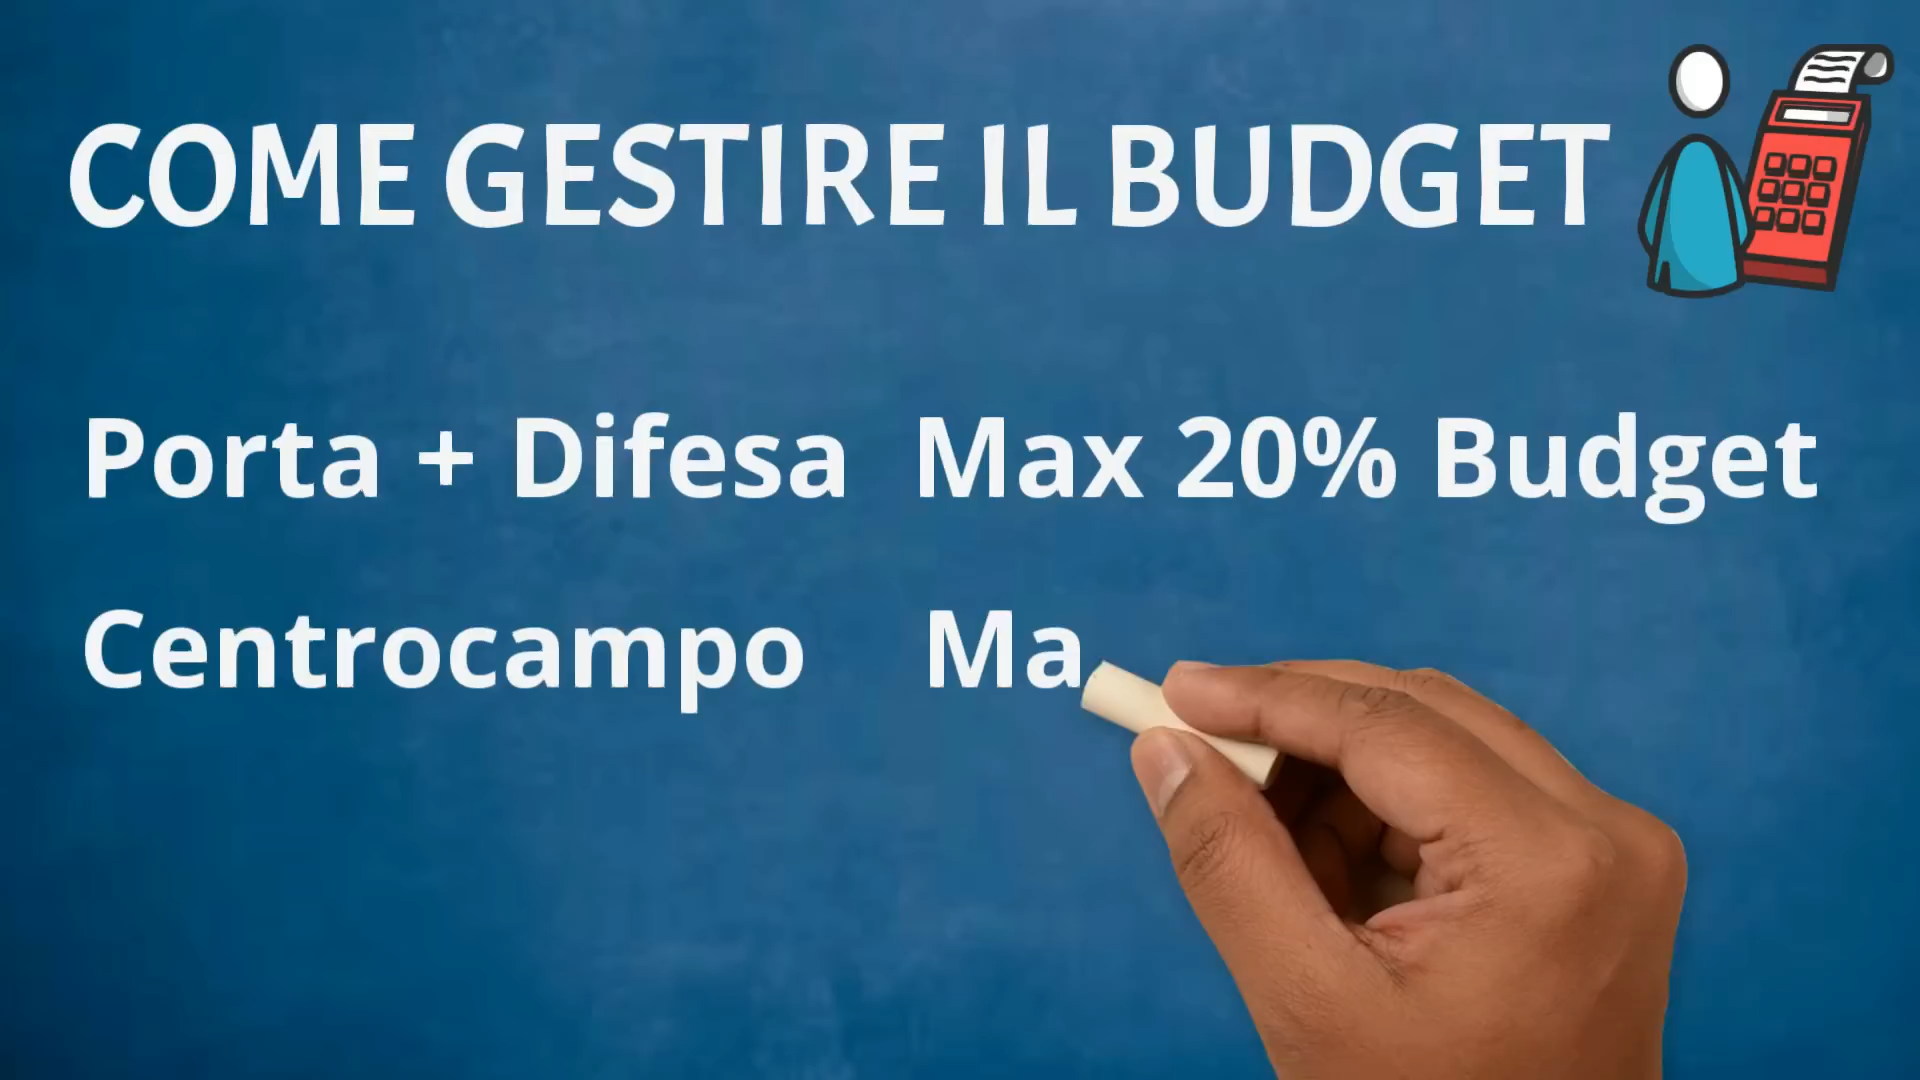 COME GESTIRE IL BUDGET
Porta + Difesa Max 20% Budget
Centrocampo Ma